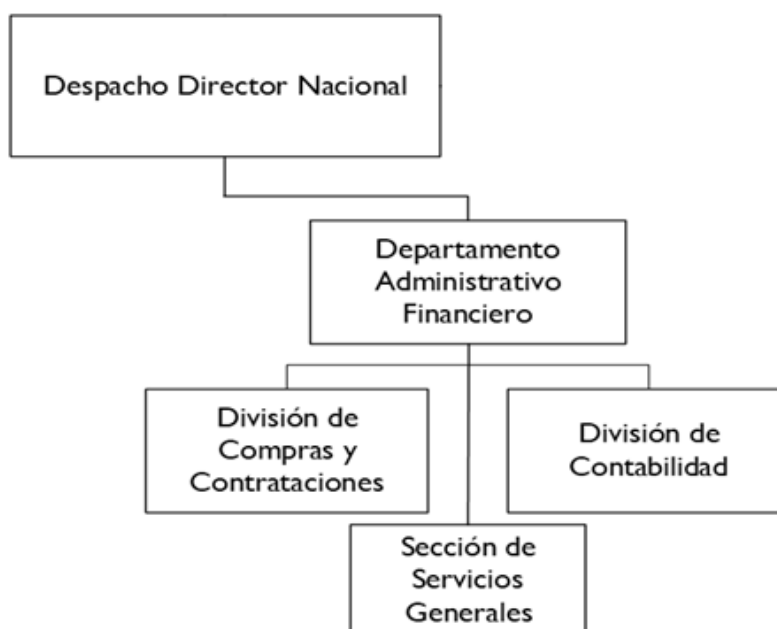 Despacho Director Nacional
Departamento
Administrativo
Financiero
División de
Compras y
Contrataciones
División de
Contabilidad
Sección de
Servicios
Generales